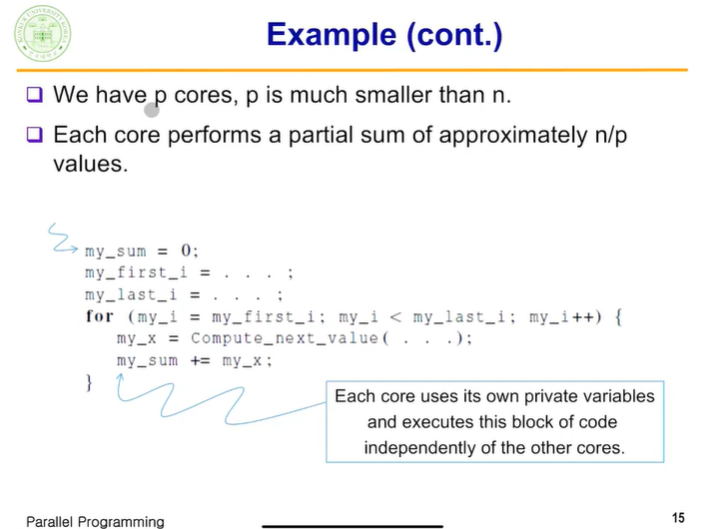 Example (cont.)
We have p cores, p is much smaller than n.
Each core performs a partial sum of approximately n/p
values.
my_sum = 0;
my_first_i = . . . ;
my_last_i = . . . ;
for (my_i = my_first_i; my_i < my_last_i; my_i++) {
my_x = Compute_next_value( . . .);
my_sum += my_x;
}
Each core uses its own private variables
and executes this block of code
independently of the other cores.
Parallel Programming
15